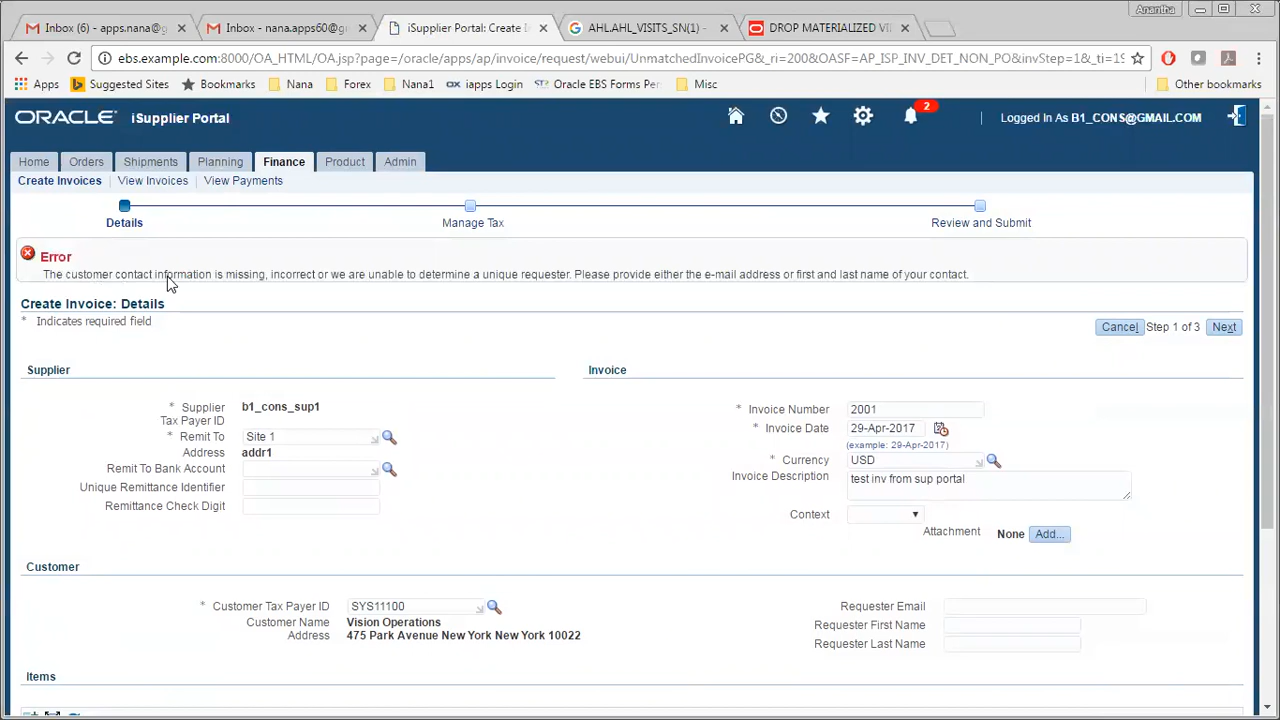 Anantha
Inbox (6) - apps.nana@g
Inbox - nana.apps60@g
iSupplier Portal: Create I
AHLAHL_VISITS_SN(1) -
DROP MATERIALIZED VI
ebs.example.com:8000/OA_HTML/OA.jsp?page=/oracle/apps/ap/invoice/request/webui/UnmatchedInvoicePG&_ri=200&OASF=AP_ISP_INV_DET_NON_PO&invStep=1&_ti=19
Apps Suggested Sites Bookmarks Nana Forex Nana1 iapps Login Oracle EBS Forms Per Misc Other bookmarks
ORACLE iSupplier Portal
2
Logged In As B1_CONS@GMAIL.COM
Home Orders Shipments Planning Finance Product Admin
Create Invoices View Invoices View Payments
Details Manage Tax Review and Submit
Error
The customer contact information is missing, incorrect or we are unable to determine a unique requester. Please provide either the e-mail address or first and last name of your contact.
Create Invoice: Details
* Indicates required field
Cancel Step 1 of 3 Next
Supplier
* Supplier b1_cons_sup1
Tax Payer ID
* Remit To Site 1
Address addr1
Remit To Bank Account
Unique Remittance Identifier
Remittance Check Digit
Invoice
* Invoice Number 2001
* Invoice Date 29-Apr-2017
(example: 29-Apr-2017)
* Currency USD
Invoice Description test inv from sup portal
Context
Attachment None Add...
Customer
* Customer Tax Payer ID SYS11100
Customer Name Vision Operations
Address 475 Park Avenue New York New York 10022
Requester Email
Requester First Name
Requester Last Name
Items